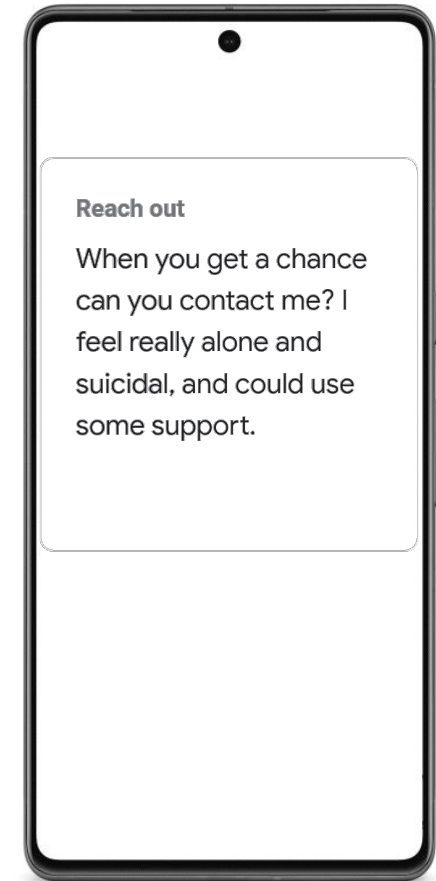 Reach out
When you get a chance
can you contact me? I
feel really alone and
suicidal, and could use
some support.